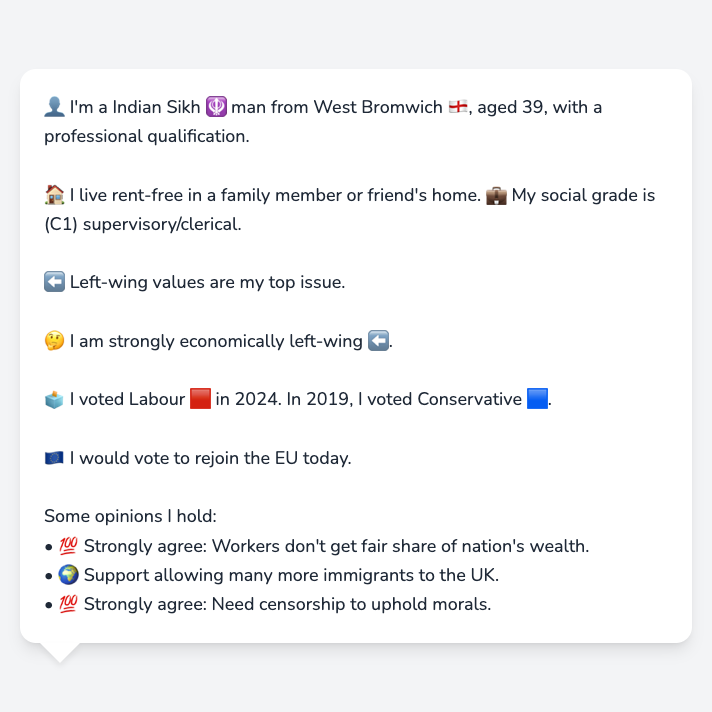 👤 I'm a Indian Sikh 🪯 man from West Bromwich 🏴󠁧󠁢󠁥󠁮󠁧󠁿, aged 39, with a
professional qualification.
🏠 I live rent-free in a family member or friend's home. 💼 My social grade is
(C1) supervisory/clerical.
⬅️ Left-wing values are my top issue.
🤔 I am strongly economically left-wing ⬅️.
🗳️ I voted Labour 🟥 in 2024. In 2019, I voted Conservative 🟦.
🇪🇺 I would vote to rejoin the EU today.
Some opinions I hold:
• 💯 Strongly agree: Workers don't get fair share of nation's wealth.
• 🌍 Support allowing many more immigrants to the UK.
• 💯 Strongly agree: Need censorship to uphold morals.